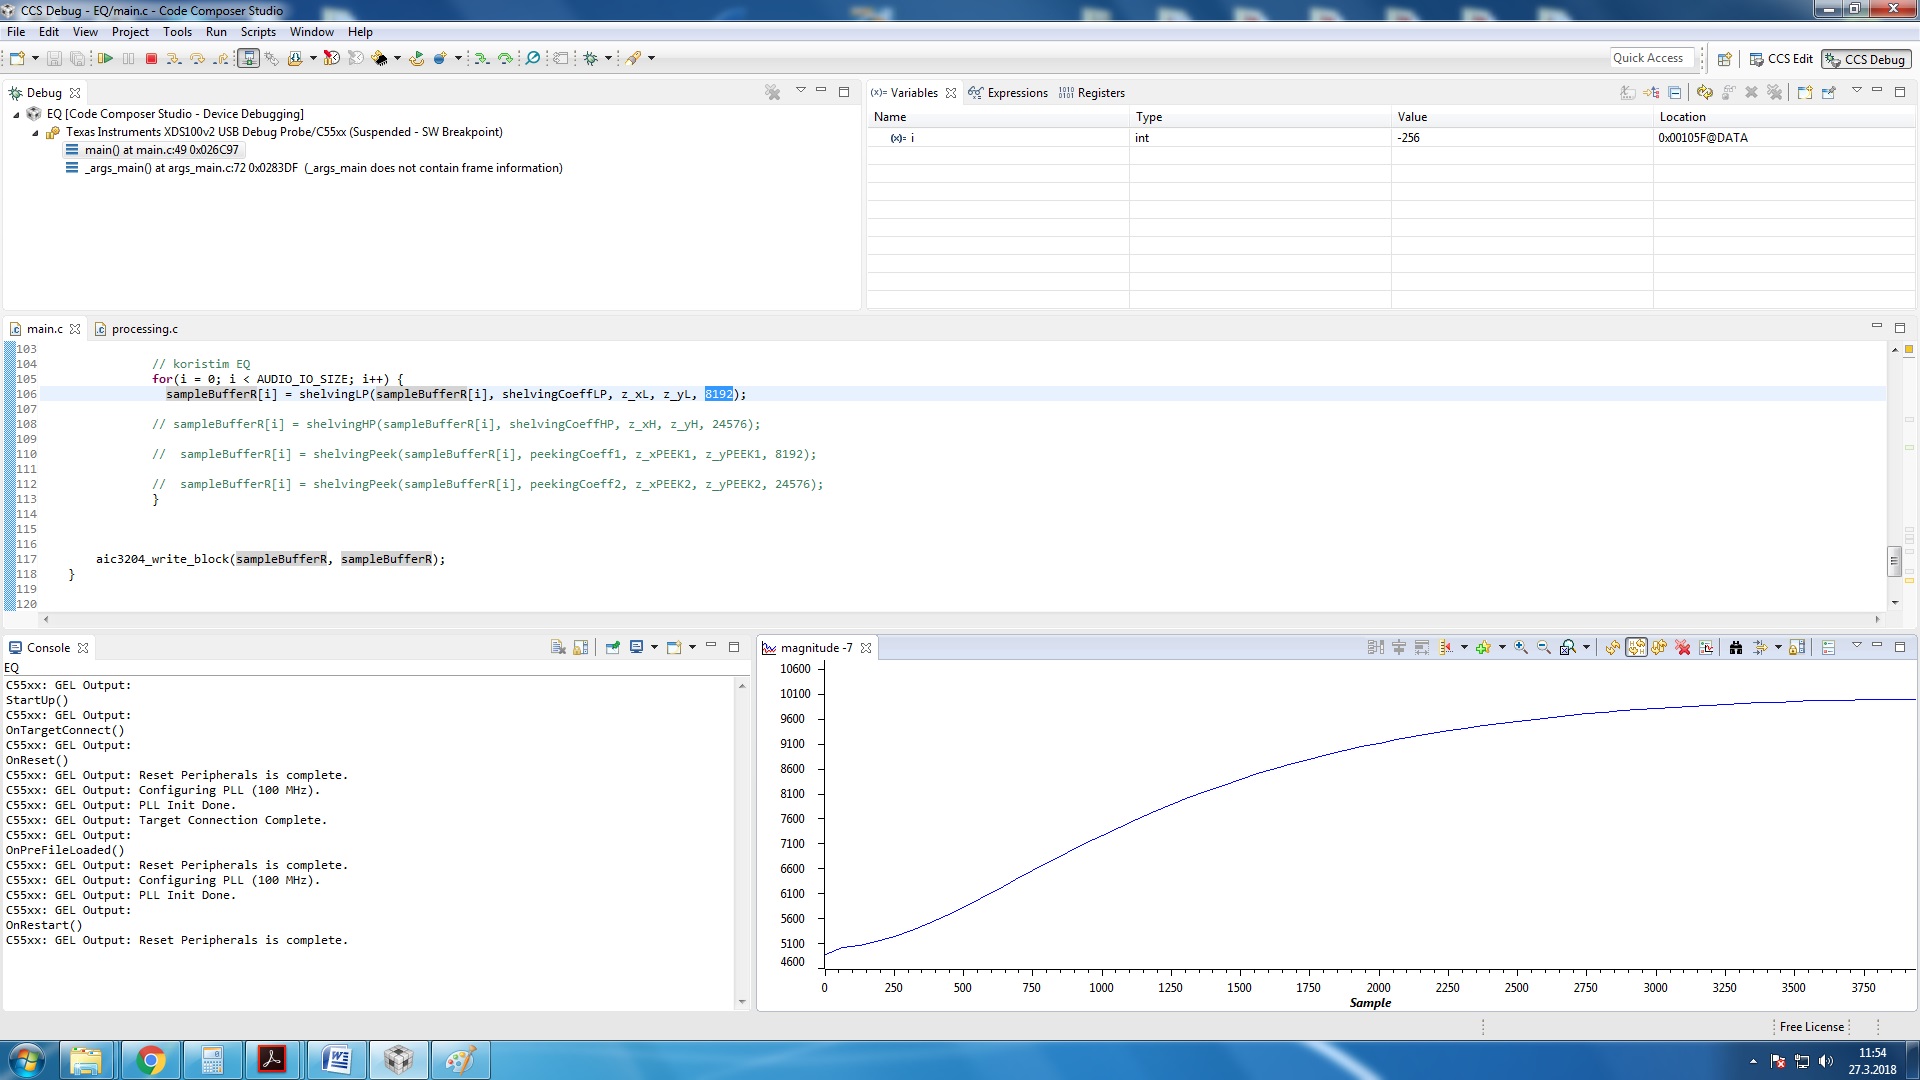 CCS Debug - EQ/main.c - Code Composer Studio
File Edit View Project Tools Run Scripts Window Help
Quick Access CCS Edit CCS Debug
Debug
EQ [Code Composer Studio - Device Debugging]
Texas Instruments XDS100v2 USB Debug Probe/C55xx (Suspended - SW Breakpoint)
main() at main.c:49 0x026C97
_args_main() at args_main.c:72 0x0283DF (_args_main does not contain frame information)
(x)= Variables Expressions Registers
Name Type Value Location
(x)= i int -256 0x00105F@DATA
main.c processing.c
103
104 // koristim EQ
105 for(i = 0; i < AUDIO_IO_SIZE; i++) {
106 sampleBufferR[i] = shelvingLP(sampleBufferR[i], shelvingCoeffLP, z_xL, z_yL, 8192);
107
108 // sampleBufferR[i] = shelvingHP(sampleBufferR[i], shelvingCoeffHP, z_xH, z_yH, 24576);
109
110 // sampleBufferR[i] = shelvingPeek(sampleBufferR[i], peekingCoeff1, z_xPEEK1, z_yPEEK1, 8192);
111
112 // sampleBufferR[i] = shelvingPeek(sampleBufferR[i], peekingCoeff2, z_xPEEK2, z_yPEEK2, 24576);
113 }
114
115
116
117 aic3204_write_block(sampleBufferR, sampleBufferR);
118 }
119
120
Console
EQ
C55xx: GEL Output:
StartUp()
C55xx: GEL Output:
OnTargetConnect()
C55xx: GEL Output:
OnReset()
C55xx: GEL Output: Reset Peripherals is complete.
C55xx: GEL Output: Configuring PLL (100 MHz).
C55xx: GEL Output: PLL Init Done.
C55xx: GEL Output: Target Connection Complete.
C55xx: GEL Output:
OnPreFileLoaded()
C55xx: GEL Output: Reset Peripherals is complete.
C55xx: GEL Output: Configuring PLL (100 MHz).
C55xx: GEL Output: PLL Init Done.
C55xx: GEL Output:
OnRestart()
C55xx: GEL Output: Reset Peripherals is complete.
magnitude -7
10600
10100
9600
9100
8600
8100
7600
7100
6600
6100
5600
5100
4600
0 250 500 750 1000 1250 1500 1750 2000 2250 2500 2750 3000 3250 3500 3750
Sample
Free License
11:54
27.3.2018